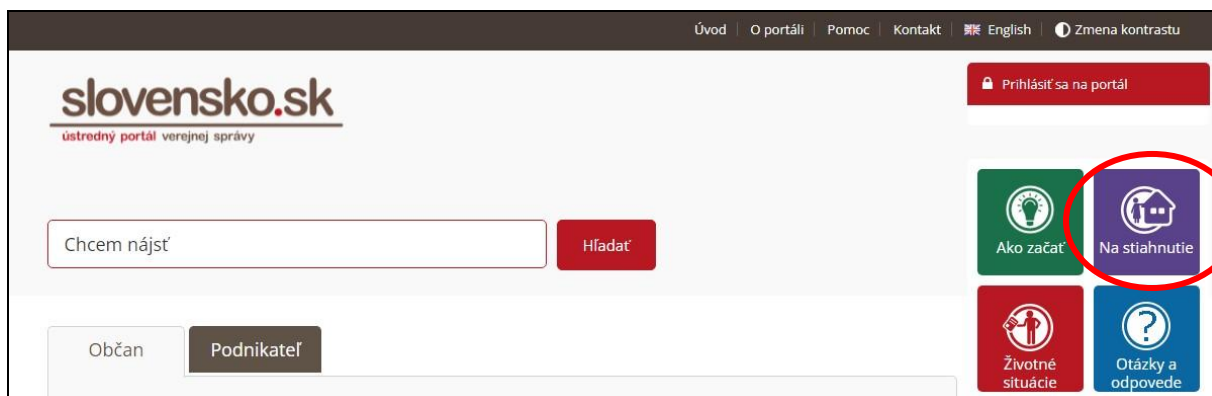 Úvod
O portáli
Pomoc
Kontakt
English
Zmena kontrastu
slovensko.sk
ústredný portál verejnej správy
Prihlásiť sa na portál
Chcem nájsť
Hľadať
Ako začať
Na stiahnutie
Životné
situácie
Otázky a
odpovede
Občan
Podnikateľ